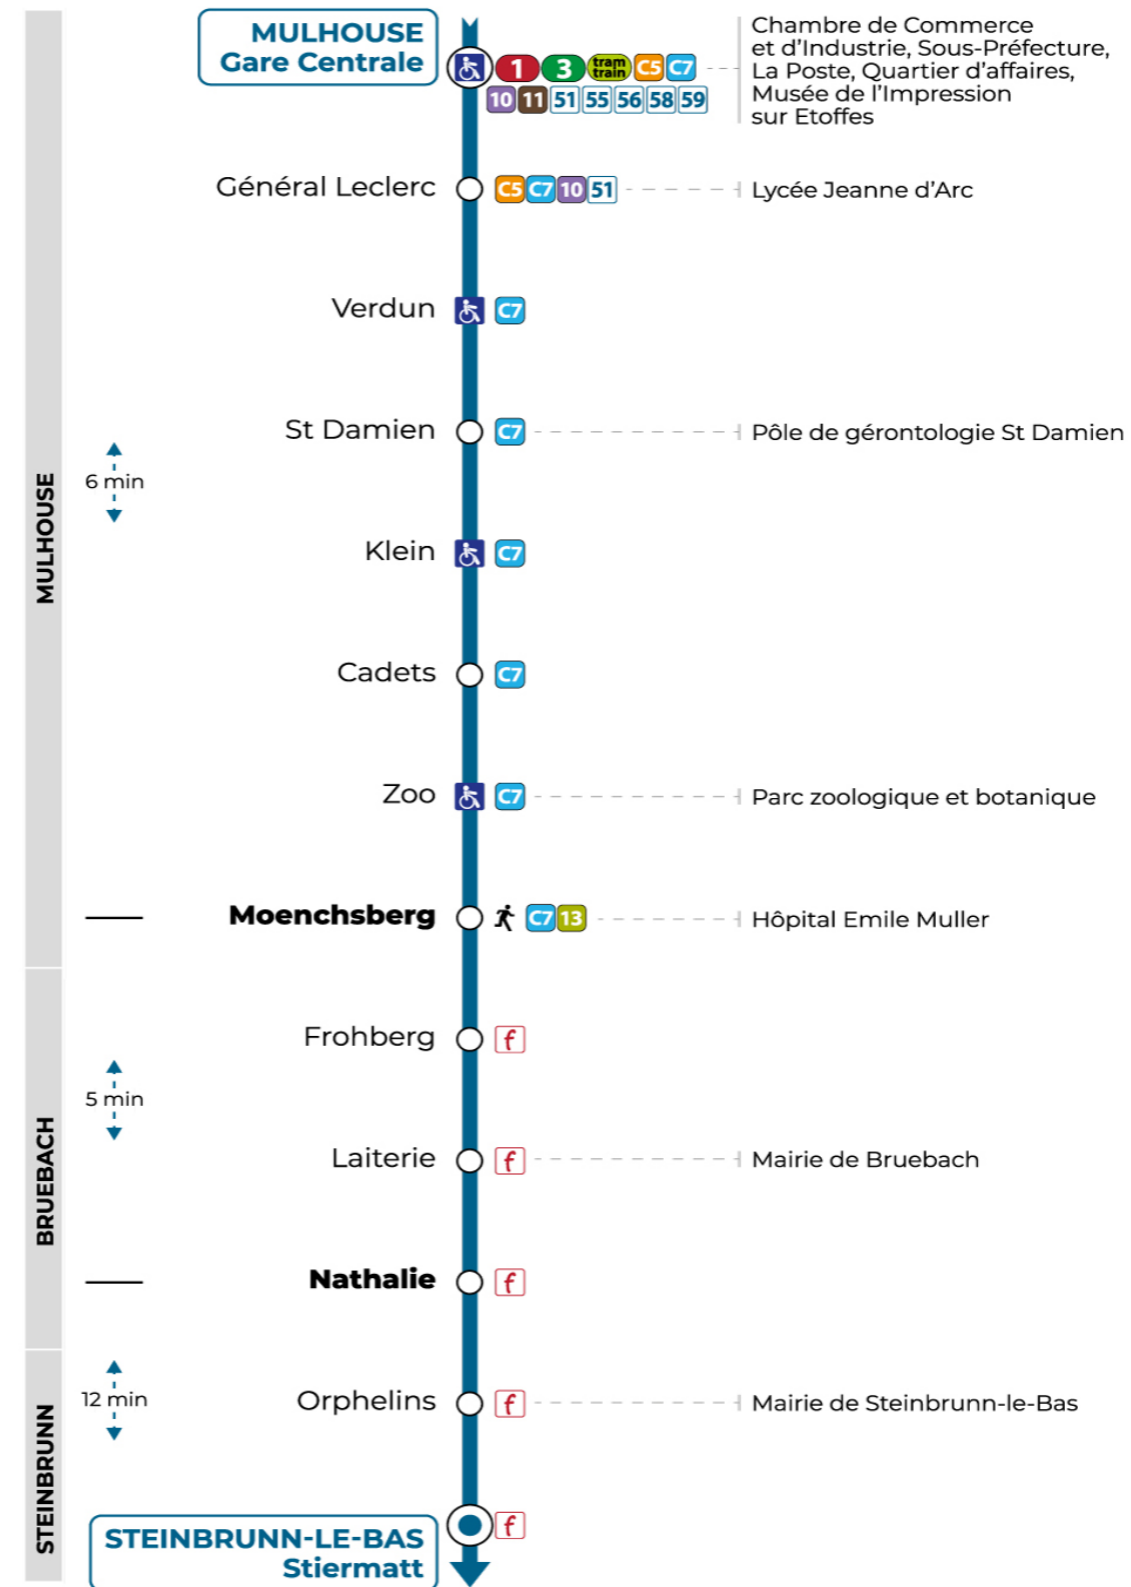 MULHOUSE
Gare Centrale
1 3 tram train C5 C7
10 11 51 55 56 58 59
Chambre de Commerce
et d’Industrie, Sous-Préfecture,
La Poste, Quartier d’affaires,
Musée de l’Impression
sur Etoffes
Général Leclerc C5 C7 10 51 Lycée Jeanne d’Arc
Verdun C7
St Damien C7 Pôle de gérontologie St Damien
6 min
MULHOUSE
Klein C7
Cadets C7
Zoo C7 Parc zoologique et botanique
Moenchsberg C7 13 Hôpital Emile Muller
Frohberg f
5 min
BRUEBACH
Laiterie f Mairie de Bruebach
Nathalie f
12 min
Orphelins f Mairie de Steinbrunn-le-Bas
STEINBRUNN
STEINBRUNN-LE-BAS f
Stiermatt